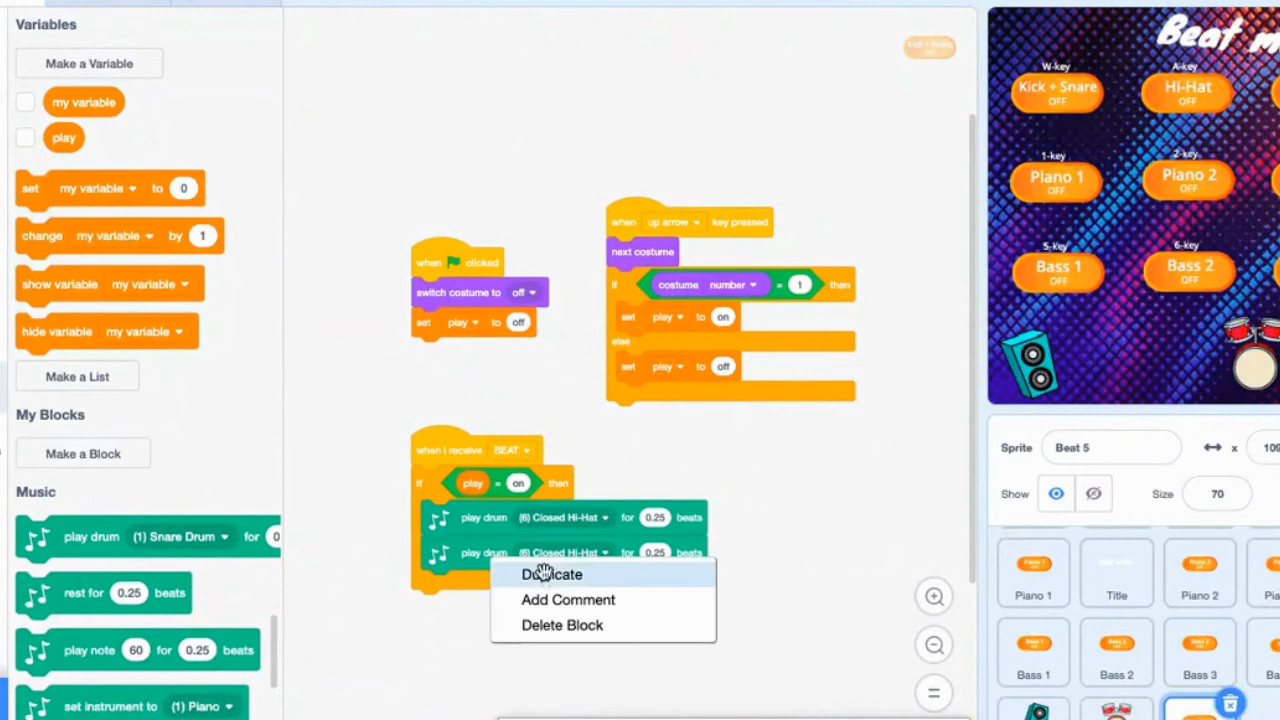 Variables
Make a Variable
my variable
play
set my variable to 0
change my variable by 1
show variable my variable
hide variable my variable
Make a List
My Blocks
Make a Block
Music
play drum (1) Snare Drum for 0
rest for 0.25 beats
play note 60 for 0.25 beats
set instrument to (1) Piano
Kick + Snare
when clicked
switch costume to off
set play to off
when up arrow key pressed
next costume
if costume number = 1 then
set play to on
else
set play to off
when I receive BEAT
if play = on then
play drum (6) Closed Hi-Hat for 0.25 beats
play drum (6) Closed Hi-Hat for 0.25 beats
Duplicate
Add Comment
Delete Block
Beat m
W-key
Kick + Snare
OFF
A-key
Hi-Hat
OFF
1-key
Piano 1
OFF
2-key
Piano 2
OFF
5-key
Bass 1
OFF
6-key
Bass 2
OFF
Sprite Beat 5 x 109
Show Size 70
Piano 1 Title Piano 2 Pia
Bass 1 Bass 2 Bass 3 Ba